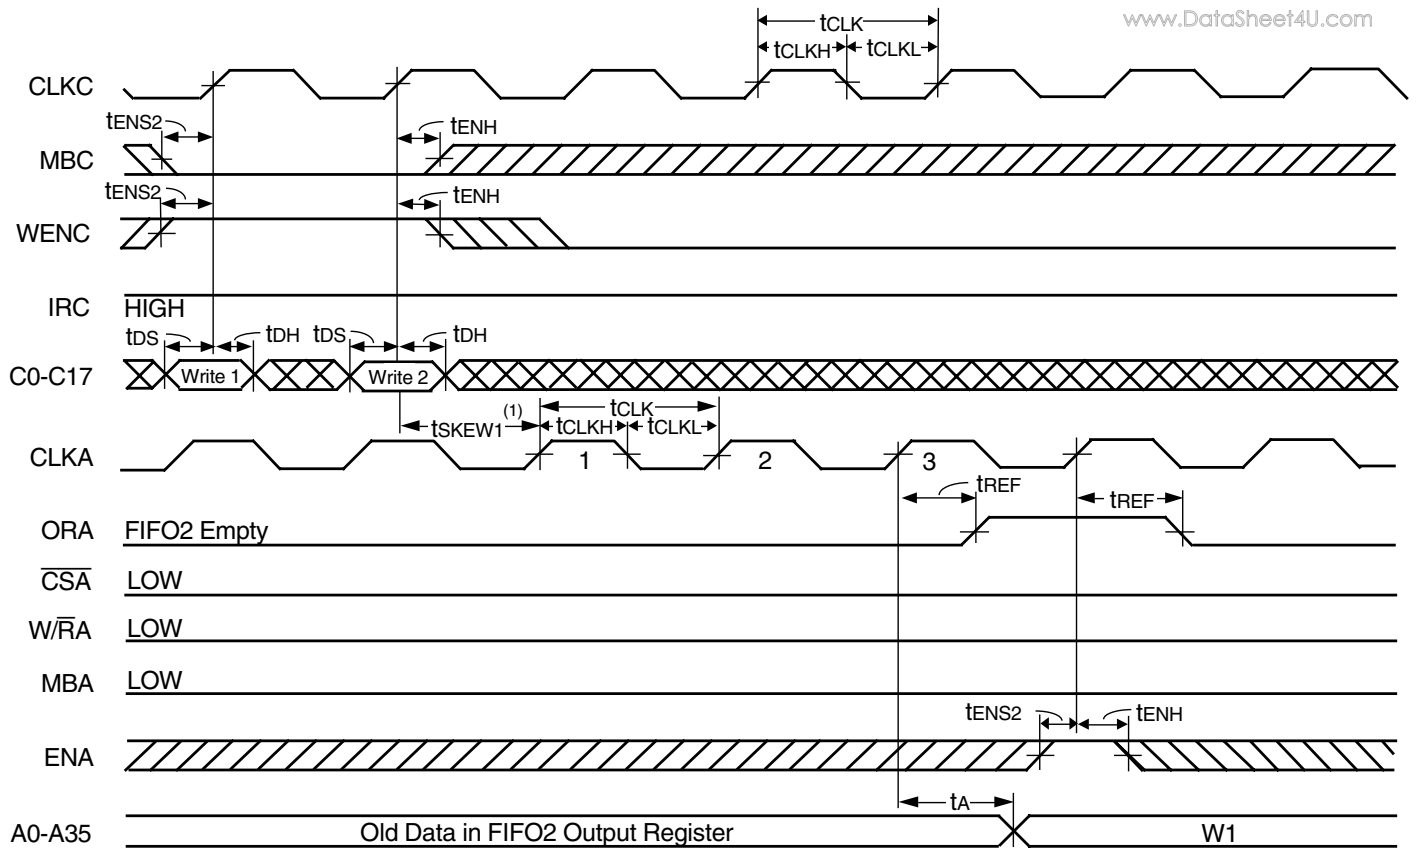 www.DataSheet4U.com
tCLK
tCLKH tCLKL
CLKC
tENS2 tENH
MBC
tENS2 tENH
WENC
IRC HIGH
tDS tDH tDS tDH
C0-C17 Write 1 Write 2
tSKEW1 (1) tCLK
tCLKH tCLKL
CLKA 1 2 3
tREF tREF
ORA FIFO2 Empty
CSA LOW
W/RA LOW
MBA LOW
tENS2 tENH
ENA
tA
A0-A35 Old Data in FIFO2 Output Register W1